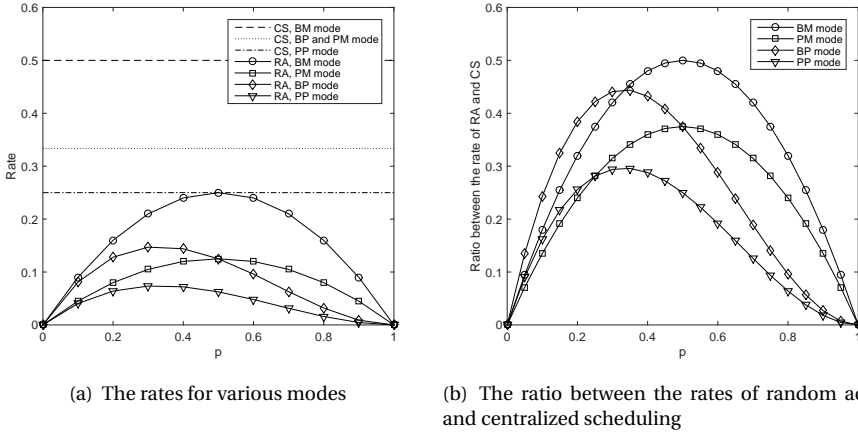 0.6
0.5
0.4
0.3
0.2
0.1
0
Rate
0 0.2 0.4 0.6 0.8 1
p
CS, BM mode
CS, BP and PM mode
CS, PP mode
RA, BM mode
RA, PM mode
RA, BP mode
RA, PP mode
(a) The rates for various modes
0.6
0.5
0.4
0.3
0.2
0.1
0
Ratio between the rate of RA and CS
0 0.2 0.4 0.6 0.8 1
p
BM mode
PM mode
BP mode
PP mode
(b) The ratio between the rates of random
and centralized scheduling